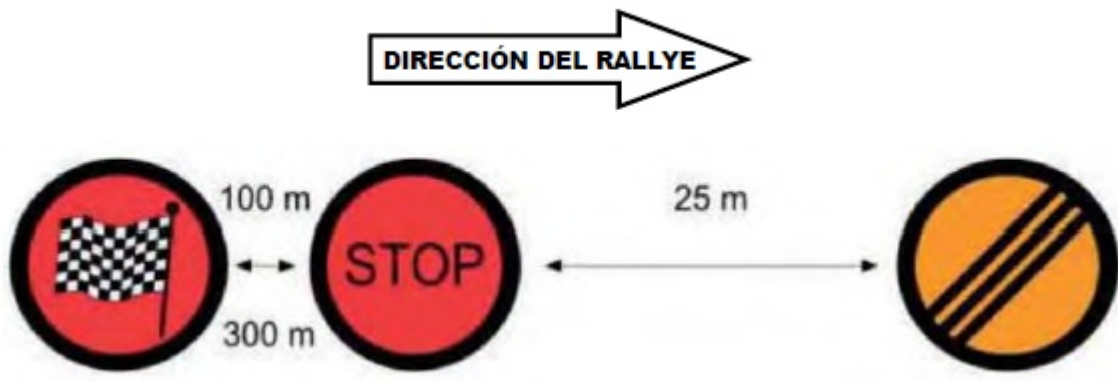 DIRECCIÓN DEL RALLYE
100 m
300 m
STOP
25 m